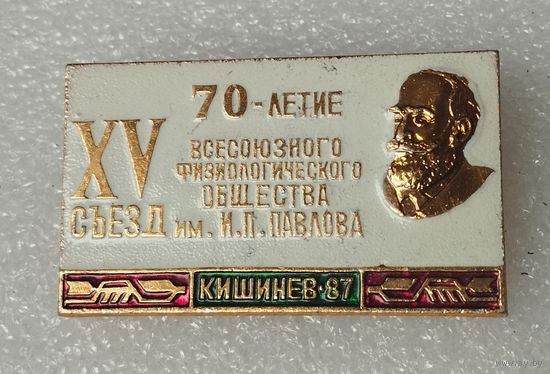 70-ЛЕТИЕ
XV
ВСЕСОЮЗНОГО
ФИЗИОЛОГИЧЕСКОГО
ОБЩЕСТВА
СЪЕЗД им. И.П. ПАВЛОВА
КИШИНЕВ·87